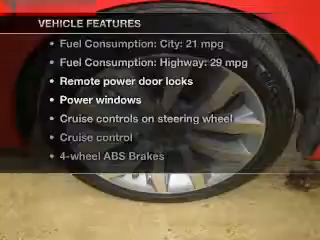 VEHICLE FEATURES
• Fuel Consumption: City: 21 mpg
• Fuel Consumption: Highway: 29 mpg
• Remote power door locks
• Power windows
• Cruise controls on steering wheel
• Cruise control
• 4-wheel ABS Brakes